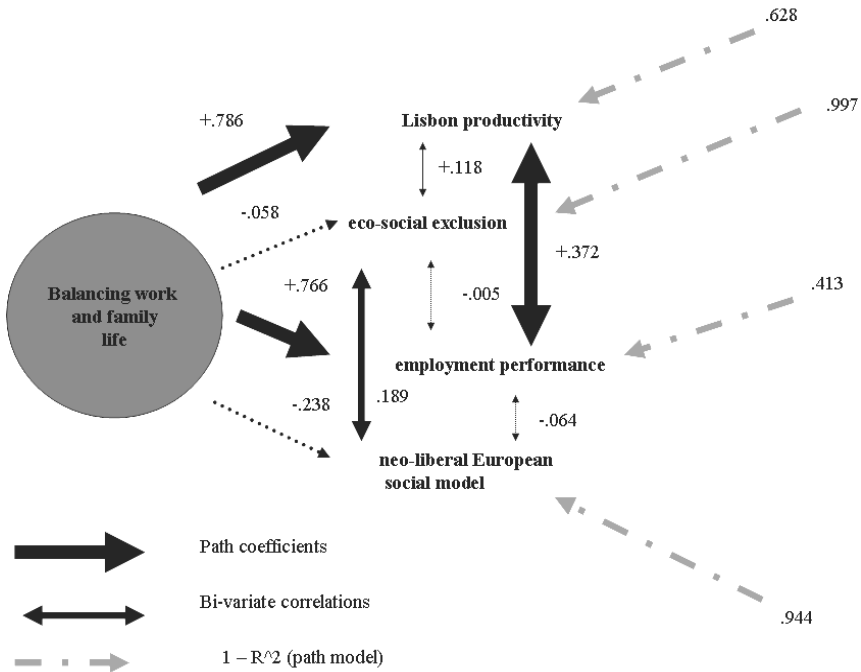 .628
.997
+.786
Lisbon productivity
+.118
-.058
eco-social exclusion
+.372
+.766
-.005
.413
Balancing work
and family
life
employment performance
-.238
.189
-.064
neo-liberal European
social model
Path coefficients
Bi-variate correlations
.944
1 – R^2 (path model)